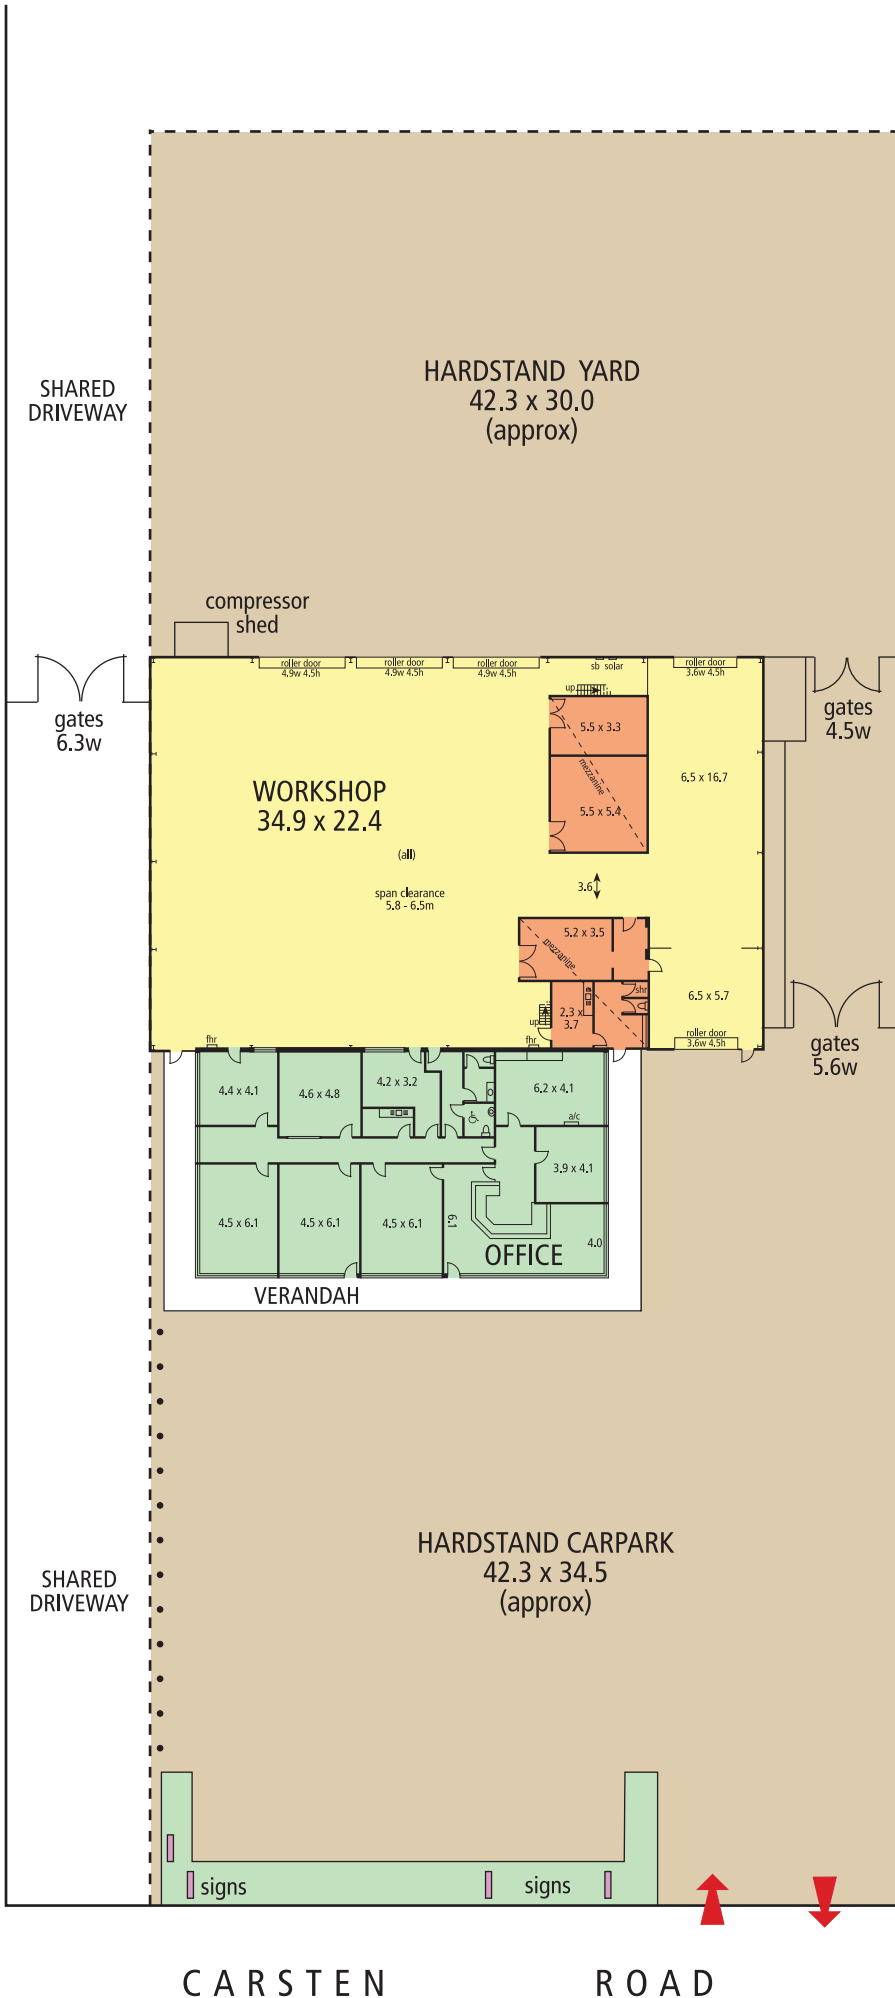 HARDSTAND YARD
42.3 x 30.0
(approx)
SHARED
DRIVEWAY
compressor
shed
gates
6.3w
roller door
4.9w 4.5h
roller door
4.9w 4.5h
roller door
4.9w 4.5h
sb solar
roller door
3.6w 4.5h
gates
4.5w
up
5.5 x 3.3
mezzanine
5.5 x 5.4
6.5 x 16.7
WORKSHOP
34.9 x 22.4
(all)
span clearance
5.8 - 6.5m
3.6
5.2 x 3.5
mezzanine
shr
2.3 x
3.7
up
6.5 x 5.7
fhr
fhr
roller door
3.6w 4.5h
gates
5.6w
4.4 x 4.1
4.6 x 4.8
4.2 x 3.2
6.2 x 4.1
a/c
3.9 x 4.1
4.5 x 6.1
4.5 x 6.1
4.5 x 6.1
6.1
4.0
OFFICE
VERANDAH
HARDSTAND CARPARK
42.3 x 34.5
(approx)
SHARED
DRIVEWAY
signs
signs
CARSTEN ROAD